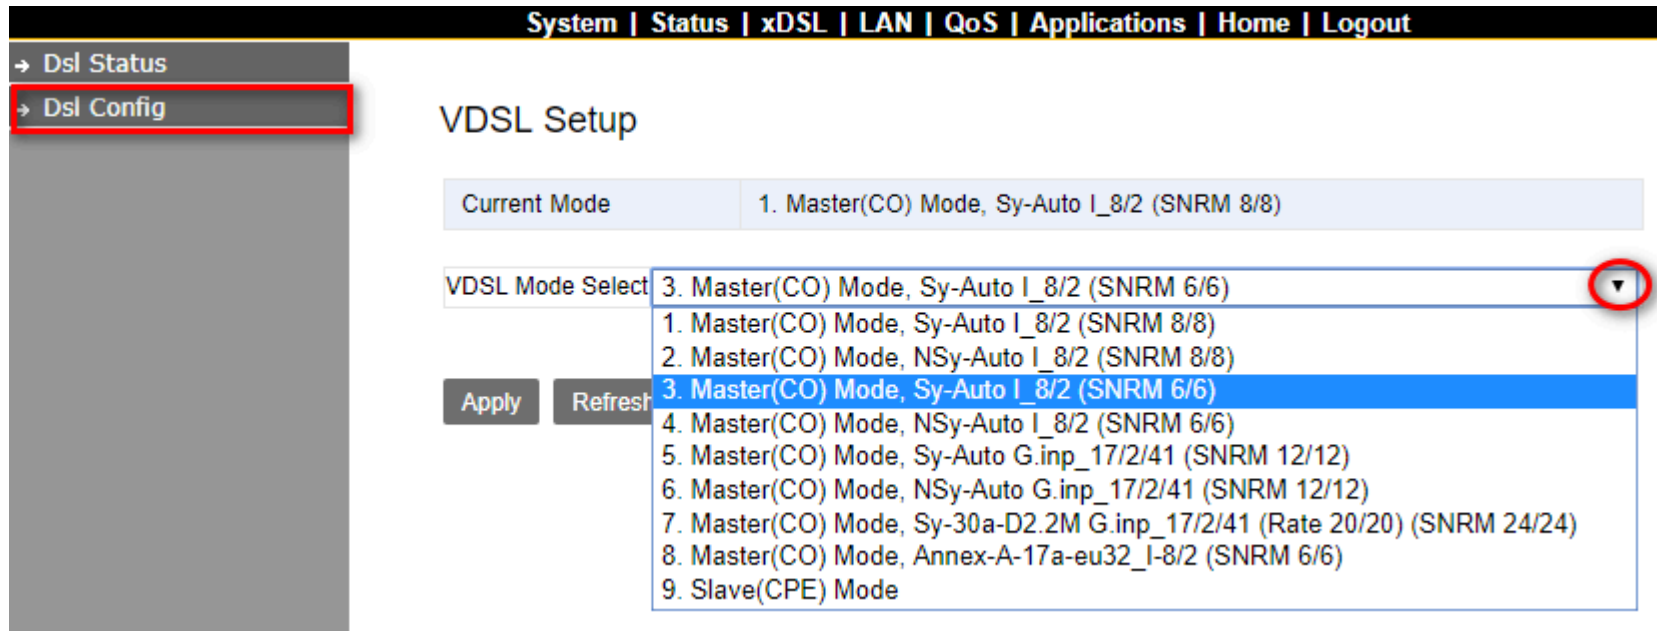 System | Status | xDSL | LAN | QoS | Applications | Home | Logout
Dsl Status
Dsl Config
VDSL Setup
Current Mode 1. Master(CO) Mode, Sy-Auto I_8/2 (SNRM 8/8)
VDSL Mode Select 3. Master(CO) Mode, Sy-Auto I_8/2 (SNRM 6/6)
1. Master(CO) Mode, Sy-Auto I_8/2 (SNRM 8/8)
2. Master(CO) Mode, NSy-Auto I_8/2 (SNRM 8/8)
Apply Refresh
3. Master(CO) Mode, Sy-Auto I_8/2 (SNRM 6/6)
4. Master(CO) Mode, NSy-Auto I_8/2 (SNRM 6/6)
5. Master(CO) Mode, Sy-Auto G.inp_17/2/41 (SNRM 12/12)
6. Master(CO) Mode, NSy-Auto G.inp_17/2/41 (SNRM 12/12)
7. Master(CO) Mode, Sy-30a-D2.2M G.inp_17/2/41 (Rate 20/20) (SNRM 24/24)
8. Master(CO) Mode, Annex-A-17a-eu32_I-8/2 (SNRM 6/6)
9. Slave(CPE) Mode